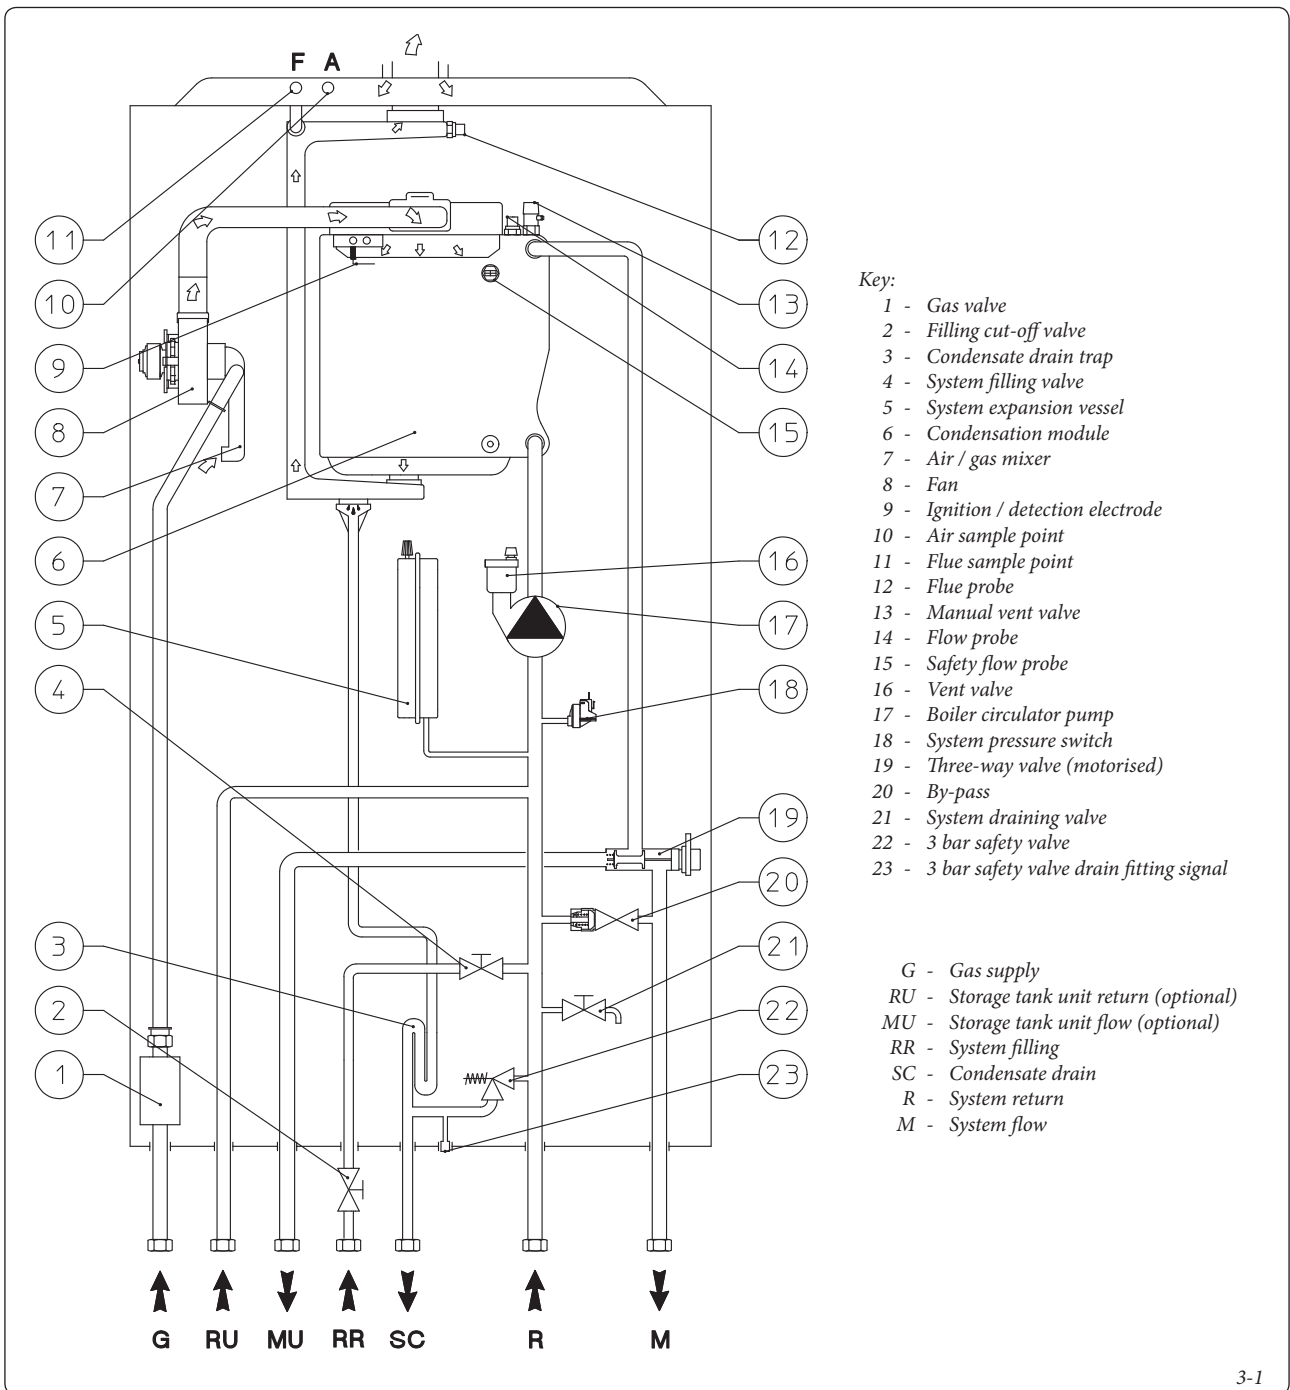 F A
11
12
10
13
9
14
8
15
7
6
16
5
17
4
18
19
20
3
21
2
22
1
23
G RU MU RR SC R M
Key:
1 - Gas valve
2 - Filling cut-off valve
3 - Condensate drain trap
4 - System filling valve
5 - System expansion vessel
6 - Condensation module
7 - Air / gas mixer
8 - Fan
9 - Ignition / detection electrode
10 - Air sample point
11 - Flue sample point
12 - Flue probe
13 - Manual vent valve
14 - Flow probe
15 - Safety flow probe
16 - Vent valve
17 - Boiler circulator pump
18 - System pressure switch
19 - Three-way valve (motorised)
20 - By-pass
21 - System draining valve
22 - 3 bar safety valve
23 - 3 bar safety valve drain fitting signal
G - Gas supply
RU - Storage tank unit return (optional)
MU - Storage tank unit flow (optional)
RR - System filling
SC - Condensate drain
R - System return
M - System flow
3-1